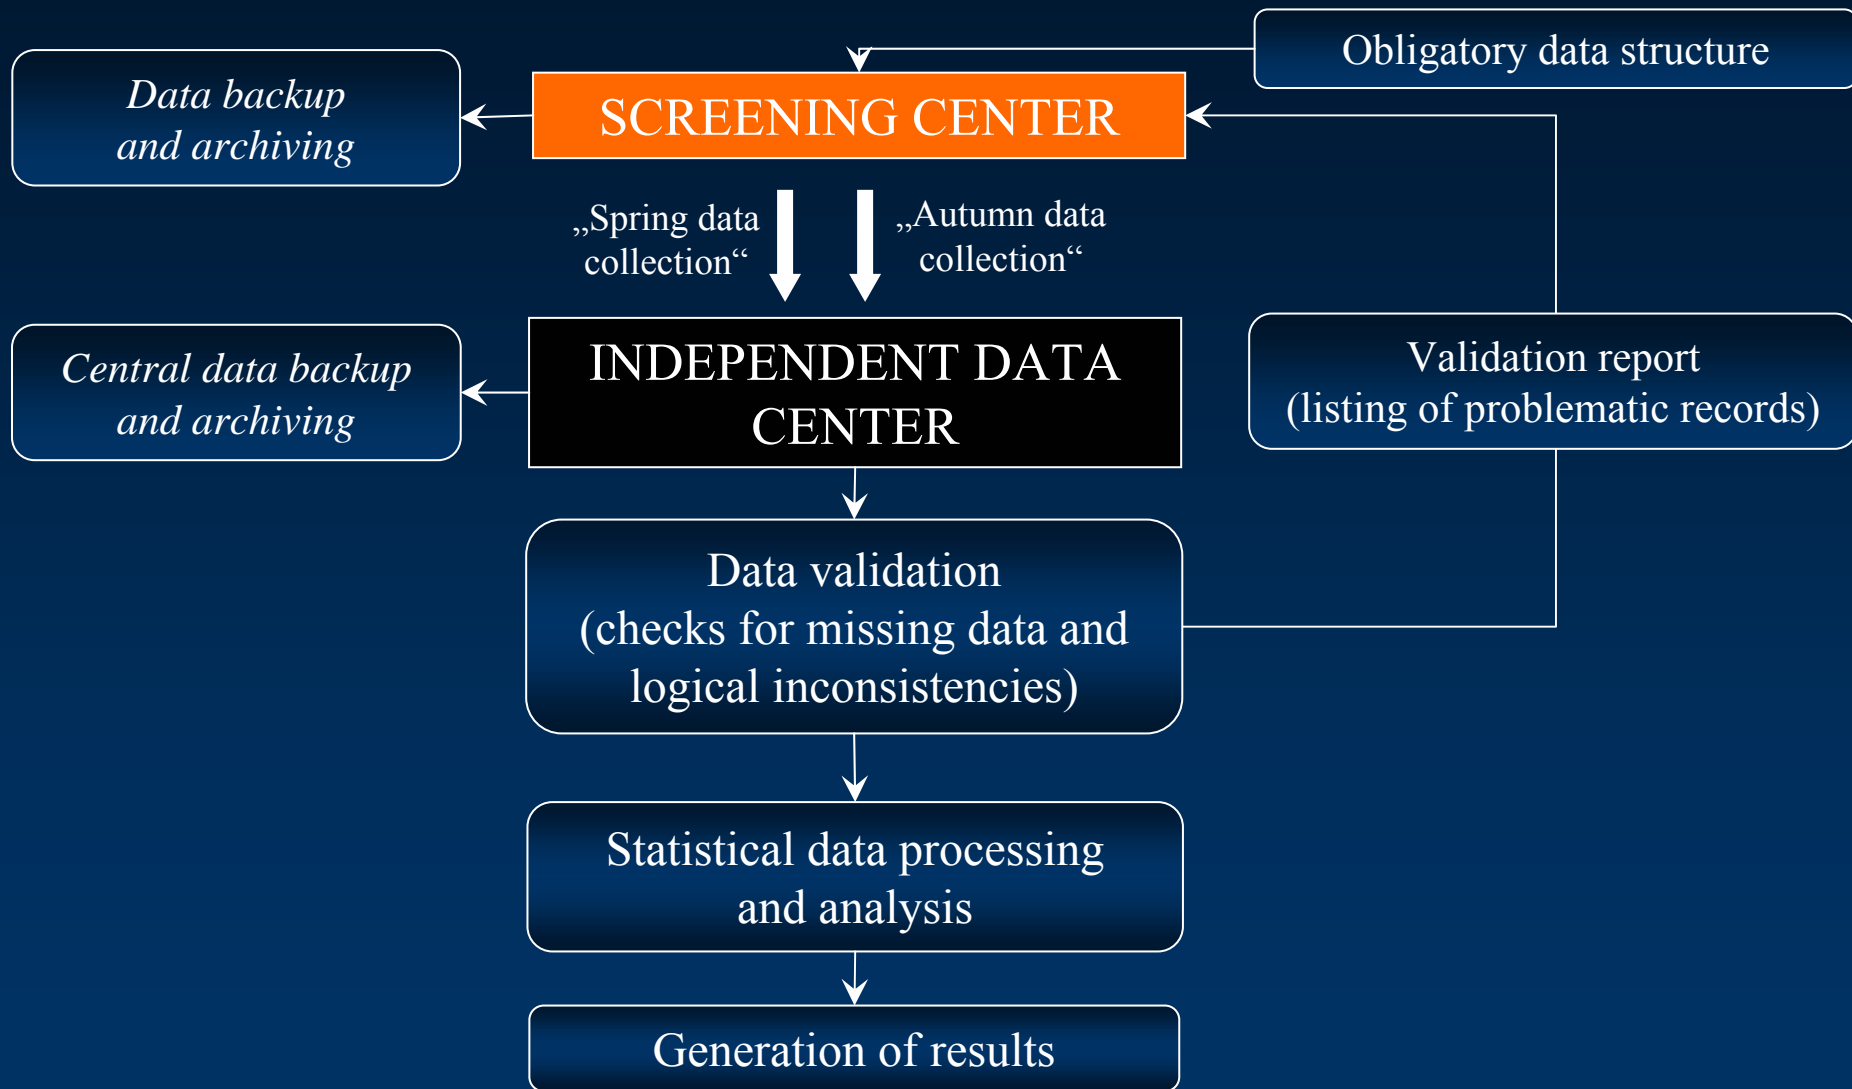 Obligatory data structure
Data backup
and archiving
SCREENING CENTER
„Spring data
collection“
„Autumn data
collection“
Central data backup
and archiving
INDEPENDENT DATA
CENTER
Validation report
(listing of problematic records)
Data validation
(checks for missing data and
logical inconsistencies)
Statistical data processing
and analysis
Generation of results